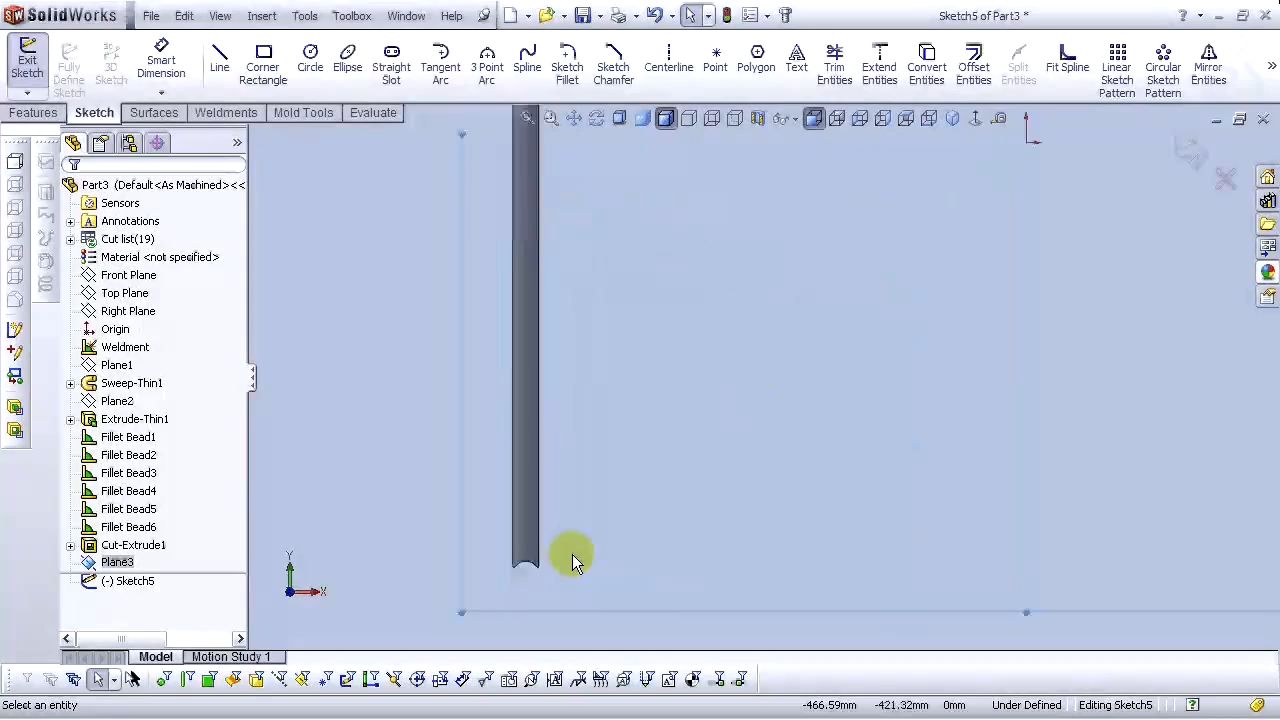 SolidWorks File Edit View Insert Tools Toolbox Window Help Sketch5 of Part3 * ?
Exit Sketch Fully Define Sketch 3D Sketch Smart Dimension Line Corner Rectangle Circle Ellipse Straight Slot Tangent Arc 3 Point Arc Spline Sketch Fillet Sketch Chamfer Centerline Point Polygon Text Trim Entities Extend Entities Convert Entities Offset Entities Split Entities Fit Spline Linear Sketch Pattern Circular Sketch Pattern Mirror Entities »
Features Sketch Surfaces Weldments Mold Tools Evaluate
»
Part3 (Default<As Machined><<
Sensors
Annotations
Cut list(19)
Material <not specified>
Front Plane
Top Plane
Right Plane
Origin
Weldment
Plane1
Sweep-Thin1
Plane2
Extrude-Thin1
Fillet Bead1
Fillet Bead2
Fillet Bead3
Fillet Bead4
Fillet Bead5
Fillet Bead6
Cut-Extrude1
Plane3
(-) Sketch5
Y
X
Model Motion Study 1
Select an entity -466.59mm -421.32mm 0mm Under Defined Editing Sketch5 ?